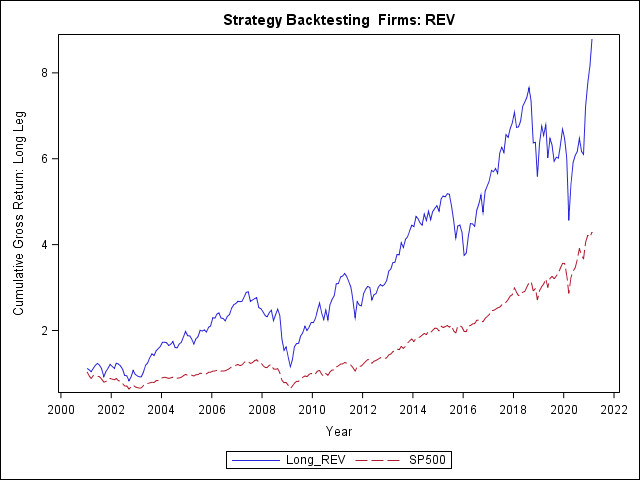 Strategy Backtesting  Firms: REV
Cumulative Gross Return: Long Leg
8
6
4
2
2000 2002 2004 2006 2008 2010 2012 2014 2016 2018 2020 2022
Year
Long_REV SP500